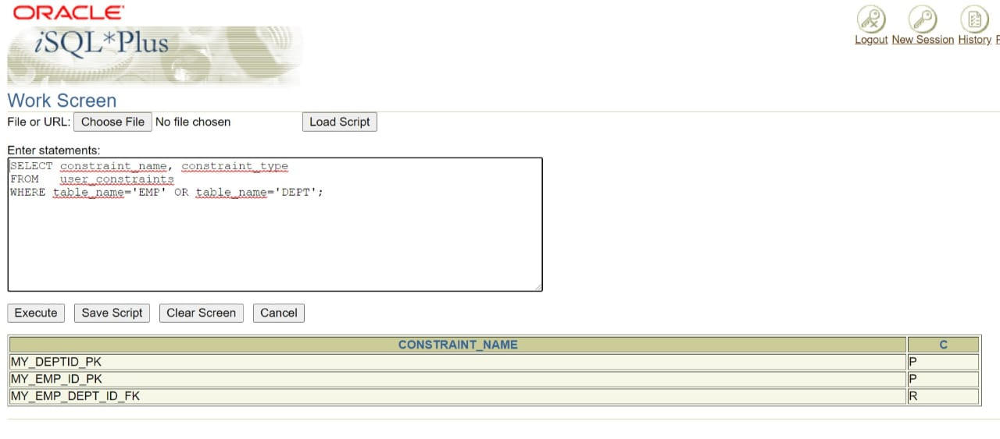 ORACLE®
iSQL*Plus
Logout New Session History
Work Screen
File or URL: Choose File No file chosen Load Script
Enter statements:
SELECT constraint_name, constraint_type
FROM   user_constraints
WHERE table_name='EMP' OR table_name='DEPT';
Execute Save Script Clear Screen Cancel
CONSTRAINT_NAME C
MY_DEPTID_PK P
MY_EMP_ID_PK P
MY_EMP_DEPT_ID_FK R